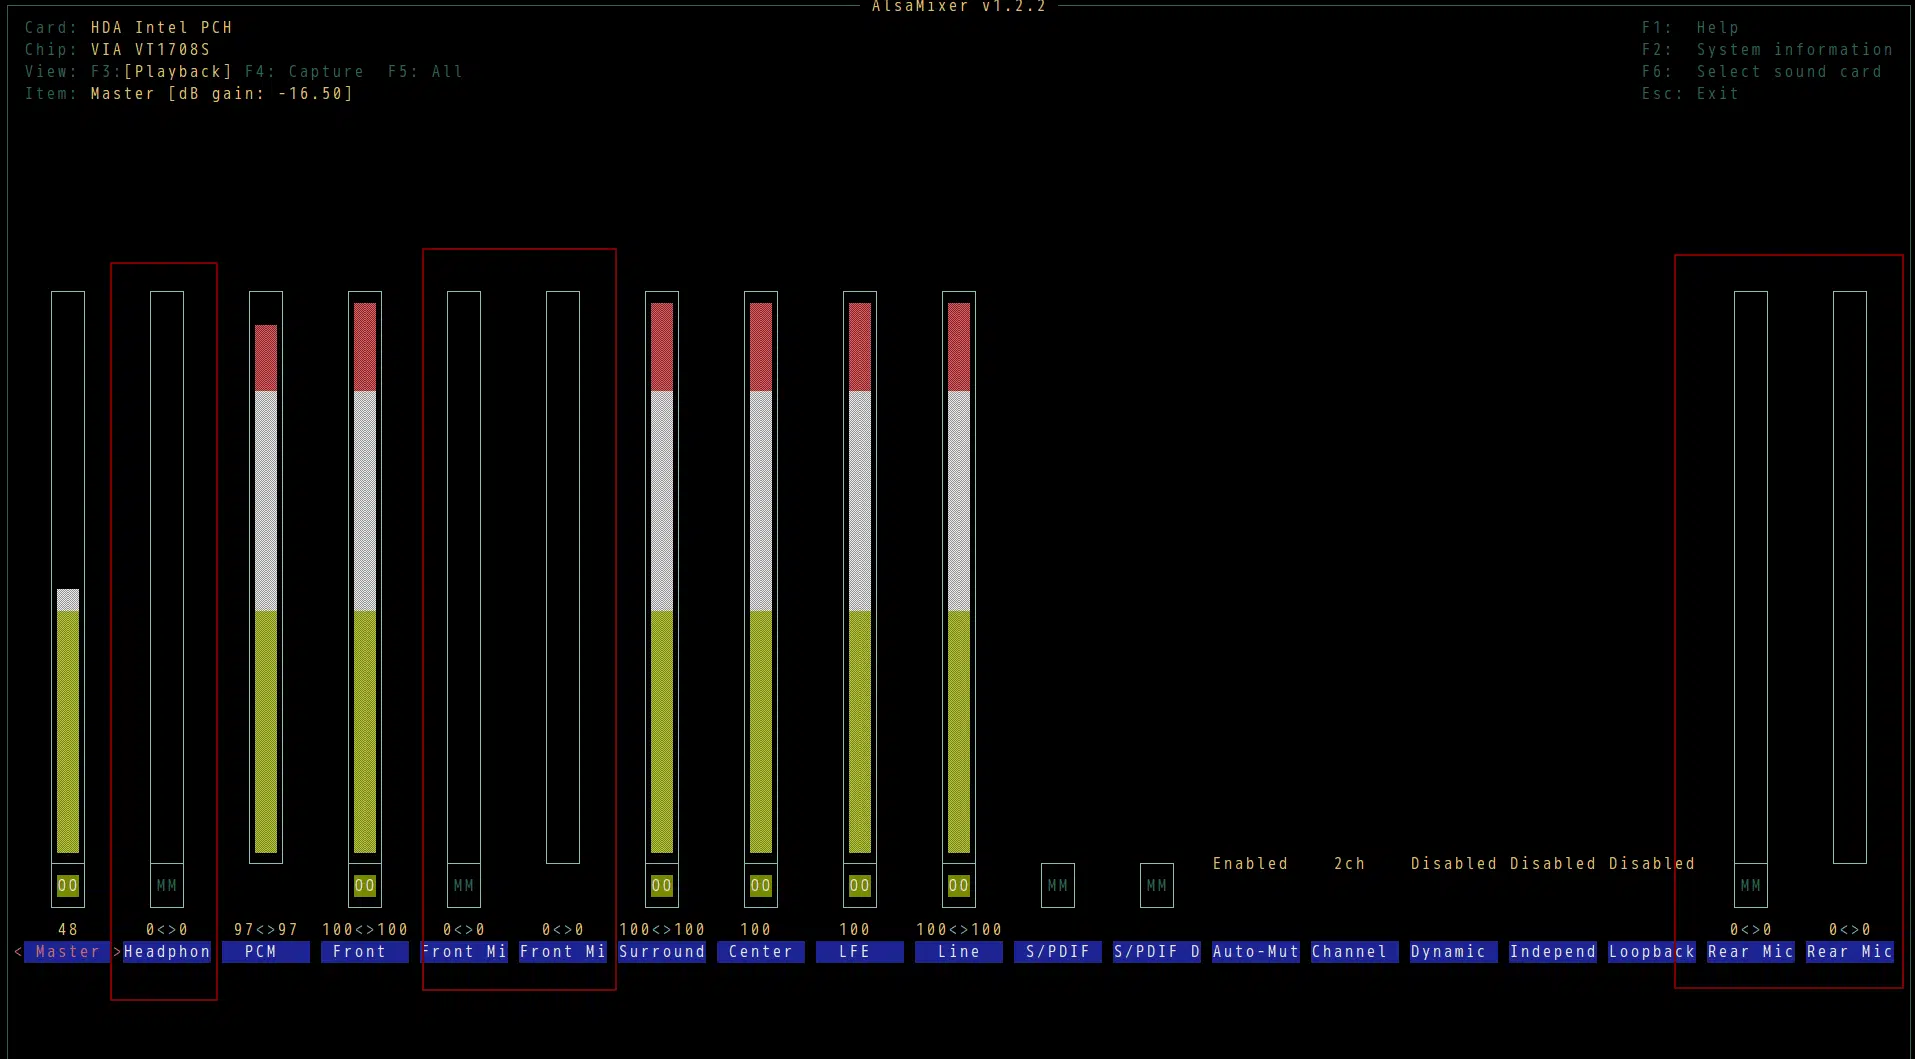 AlsaMixer v1.2.2
Card: HDA Intel PCH F1: Help
Chip: VIA VT1708S F2: System information
View: F3:[Playback] F4: Capture F5: All F6: Select sound card
Item: Master [dB gain: -16.50] Esc: Exit
Enabled 2ch Disabled Disabled Disabled
OO MM OO MM OO OO OO OO MM MM MM
48 0<>0 97<>97 100<>100 0<>0 0<>0 100<>100 100 100 100<>100 0<>0 0<>0
< Master >Headphon PCM Front Front Mi Front Mi Surround Center LFE Line S/PDIF S/PDIF D Auto-Mut Channel Dynamic Independ Loopback Rear Mic Rear Mic